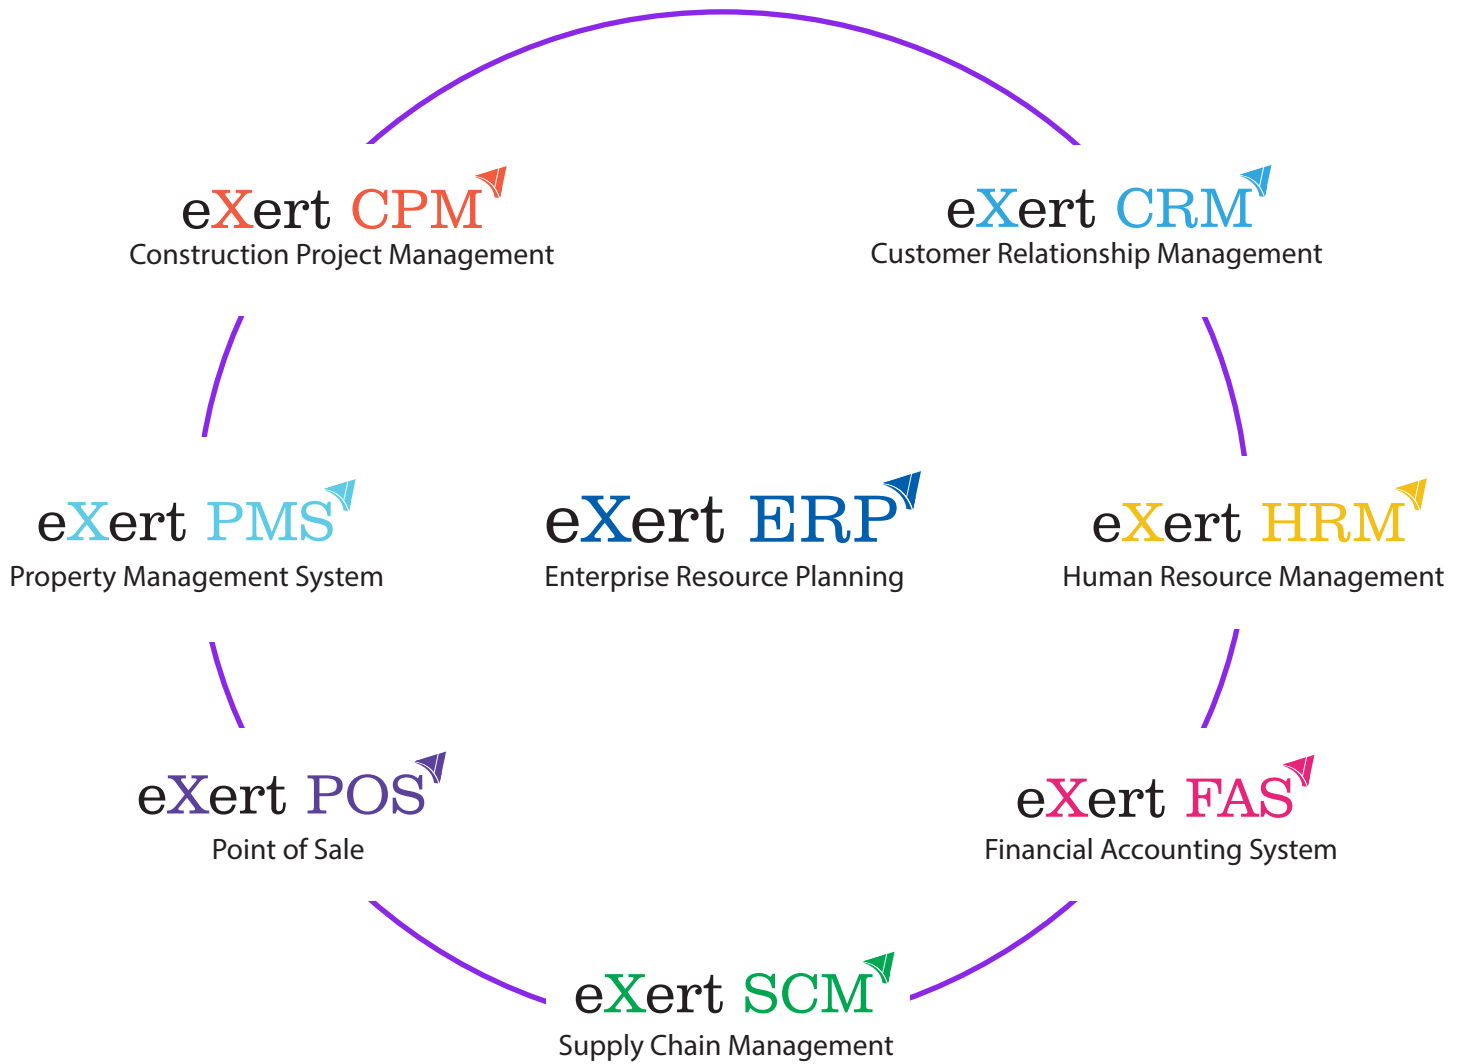 eXert CPM
Construction Project Management
eXert CRM
Customer Relationship Management
eXert PMS
Property Management System
eXert ERP
Enterprise Resource Planning
eXert HRM
Human Resource Management
eXert POS
Point of Sale
eXert FAS
Financial Accounting System
eXert SCM
Supply Chain Management